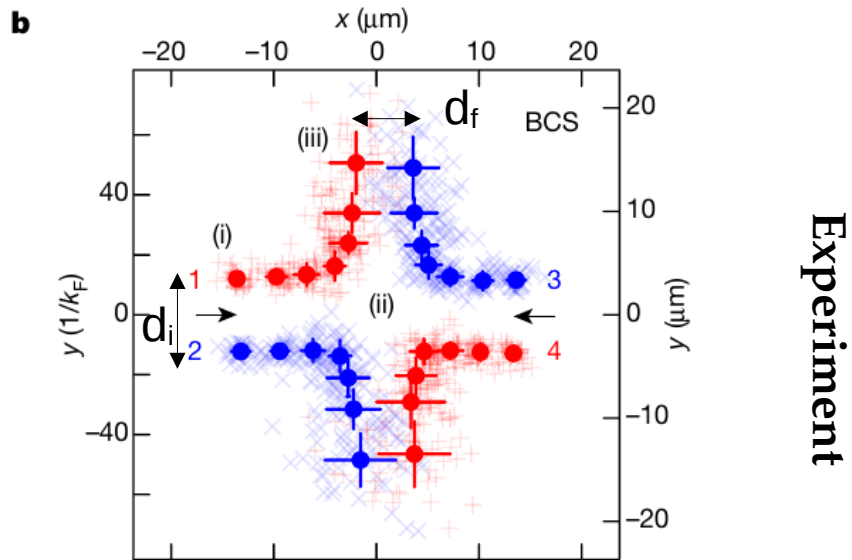 b
x (μm)
−20 −10 0 10 20
d_f
BCS
(iii)
(i)
(ii)
1
2
3
4
d_i
y (1/k_F)
40
0
−40
y (μm)
20
10
0
−10
−20
Experiment